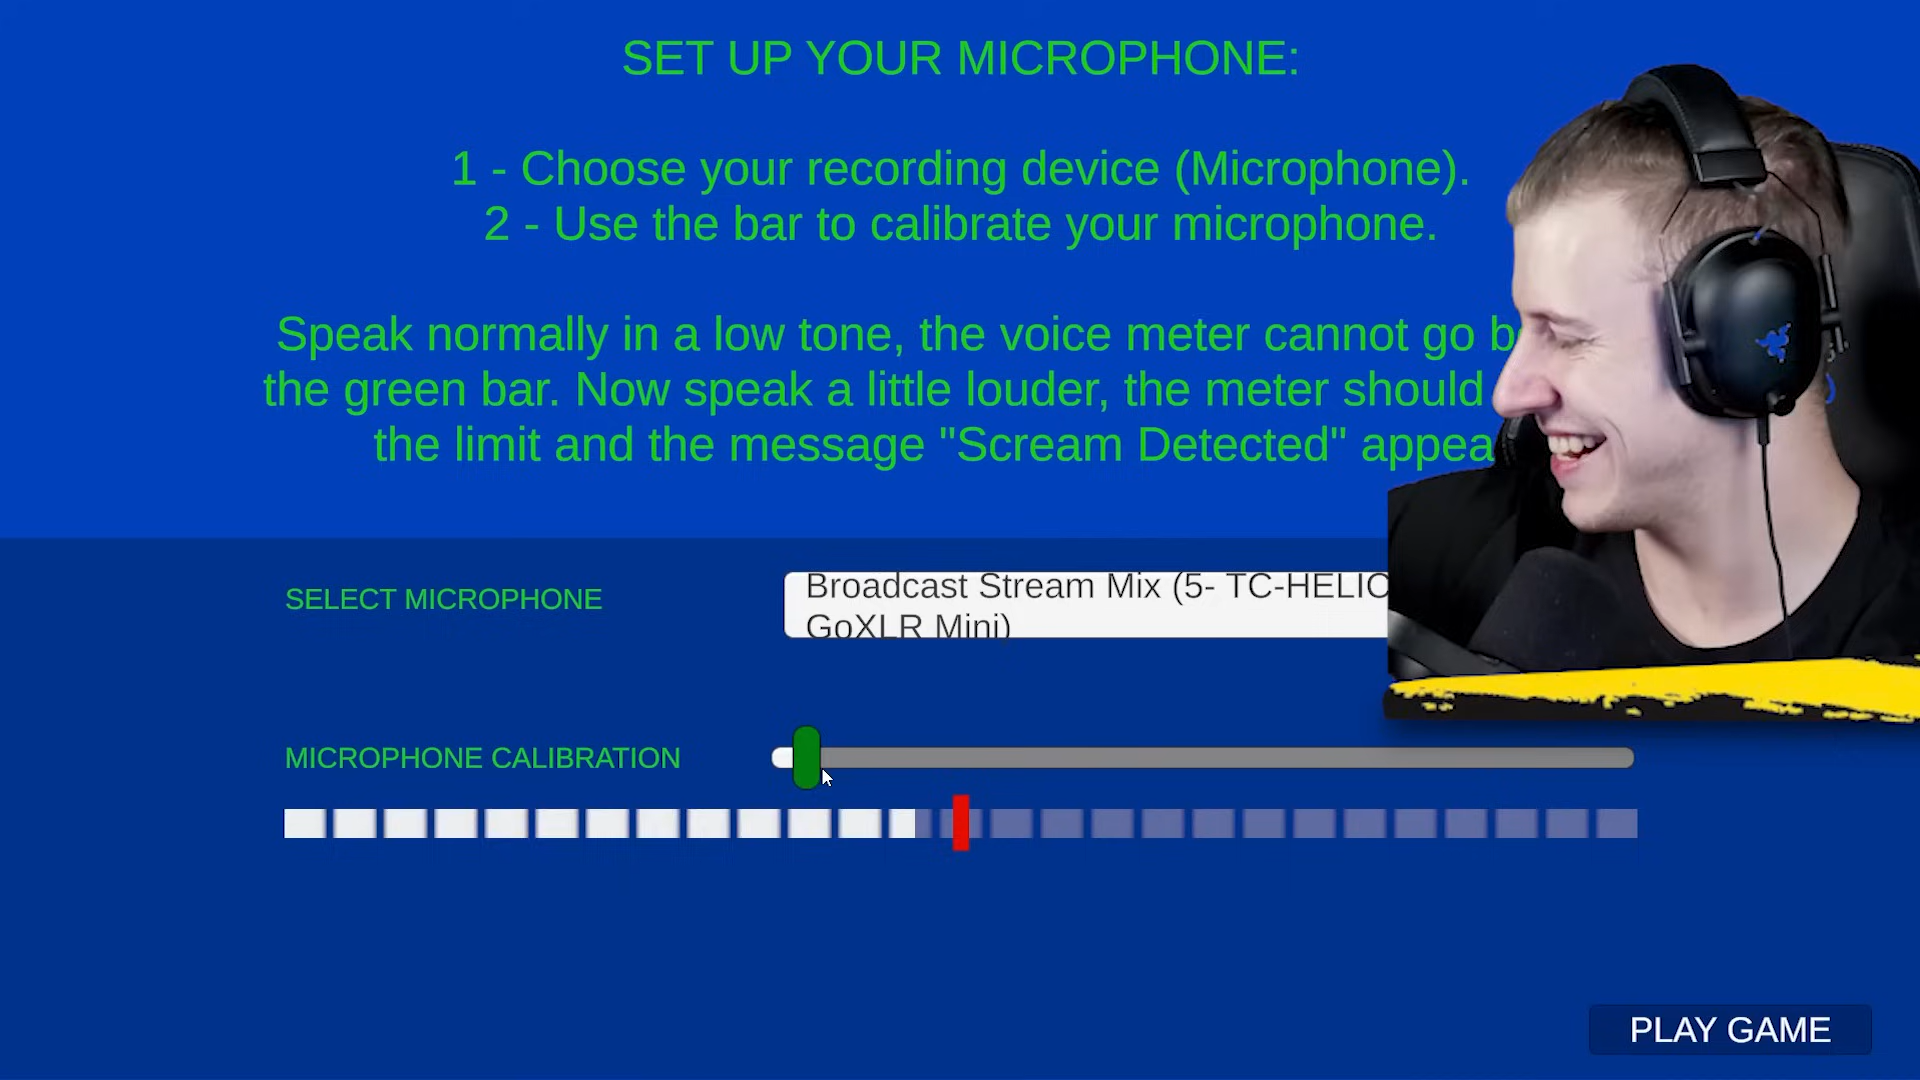 SET UP YOUR MICROPHONE:
1 - Choose your recording device (Microphone).
2 - Use the bar to calibrate your microphone.
Speak normally in a low tone, the voice meter cannot go
the green bar. Now speak a little louder, the meter should
the limit and the message "Scream Detected"
SELECT MICROPHONE
Broadcast Stream Mix (5- TC-HELIC
GoXLR Mini)
MICROPHONE CALIBRATION
PLAY GAME